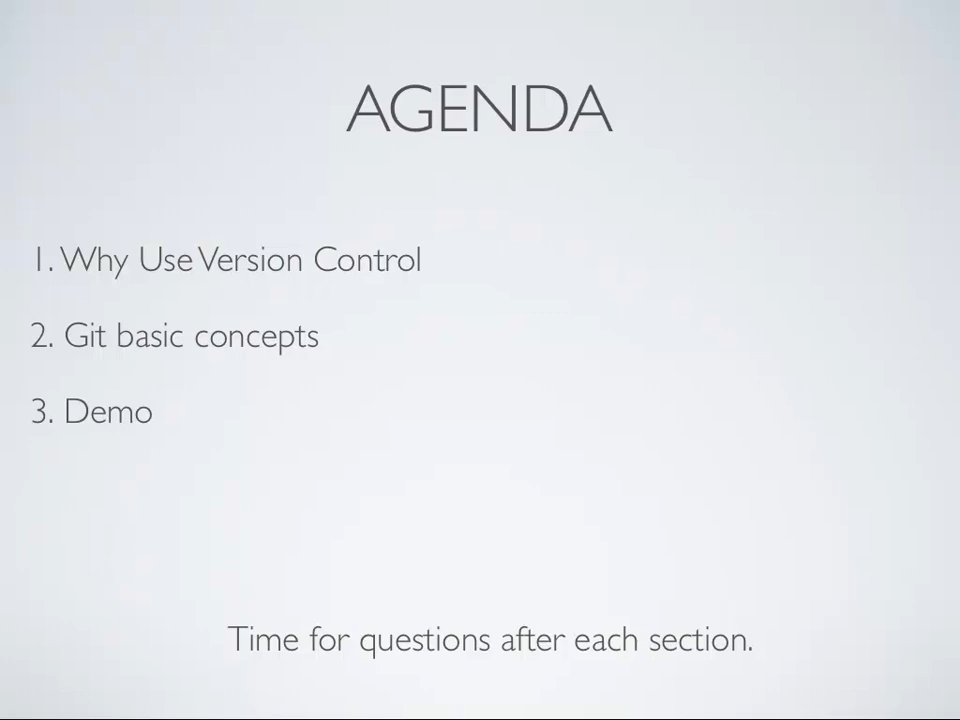 AGENDA
1. Why Use Version Control
2. Git basic concepts
3. Demo
Time for questions after each section.